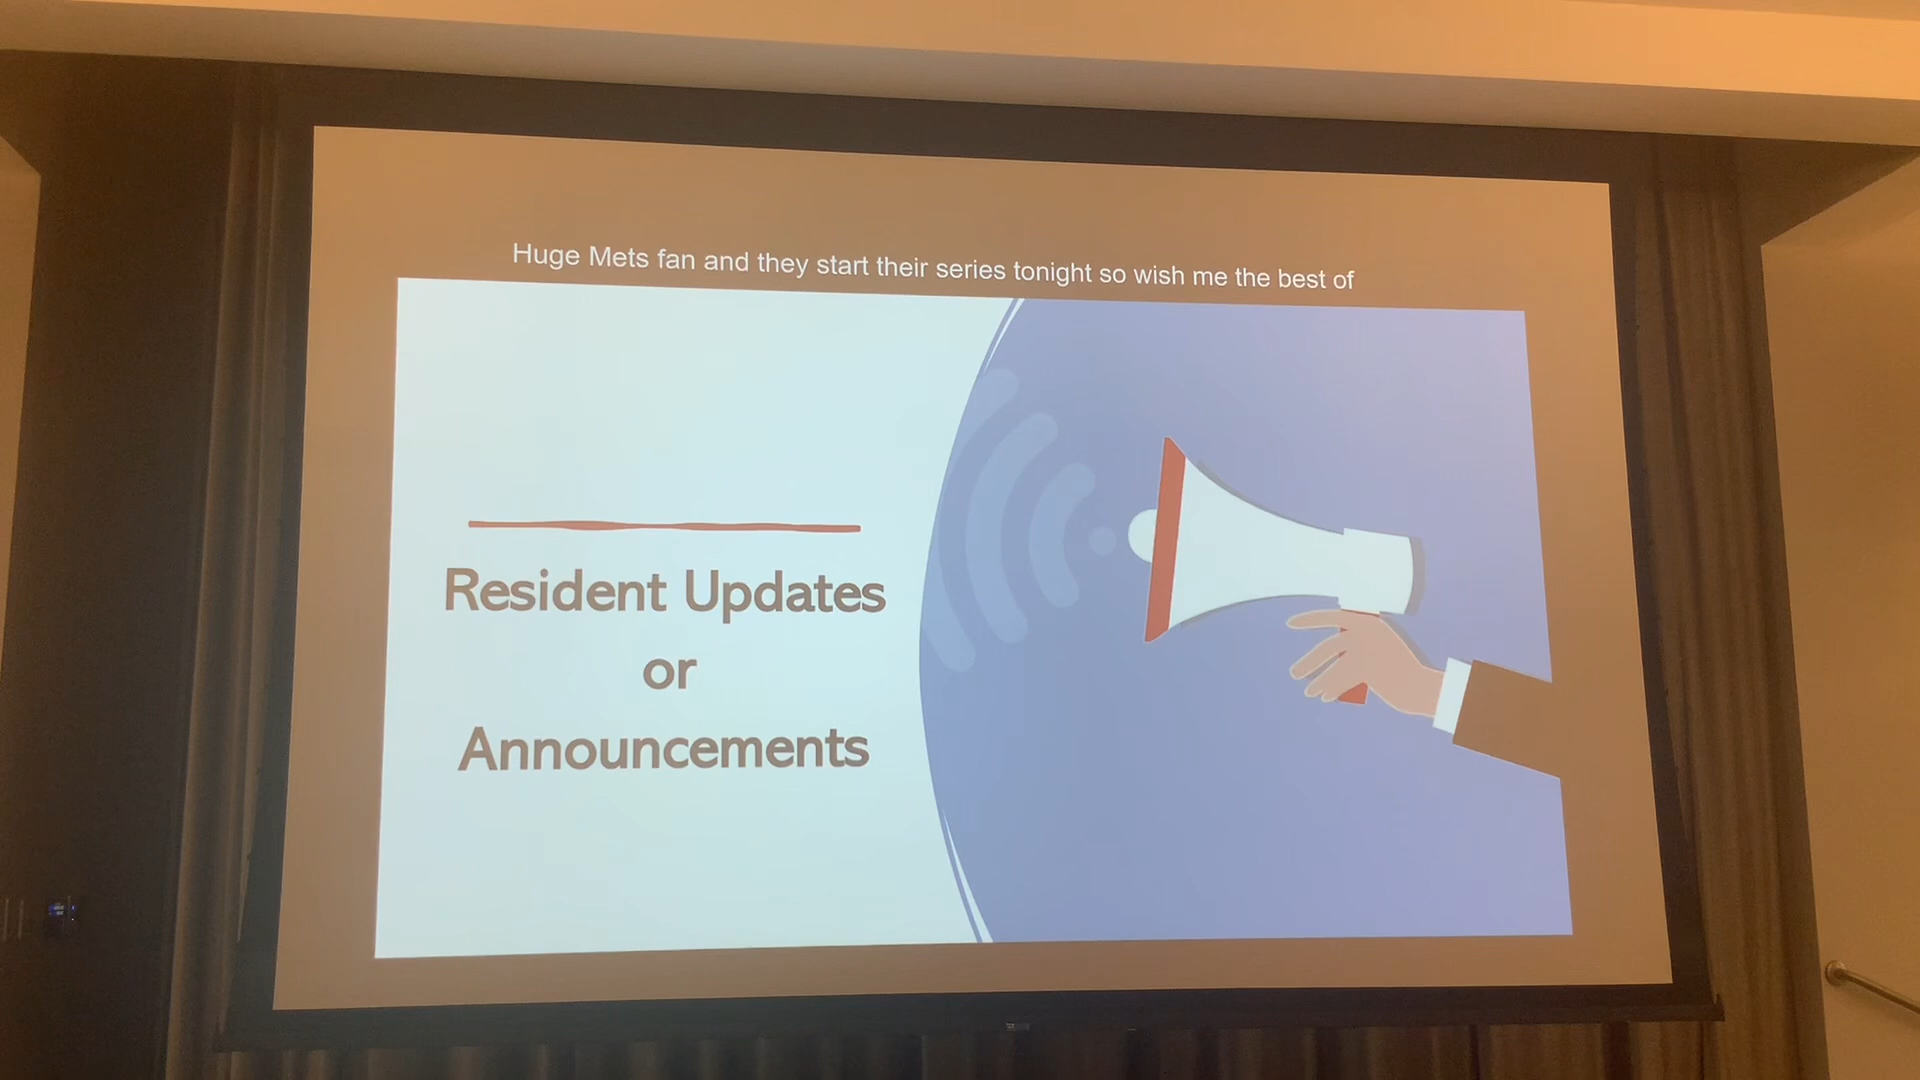 Huge Mets fan and they start their series tonight so wish me the best of
Resident Updates
or
Announcements